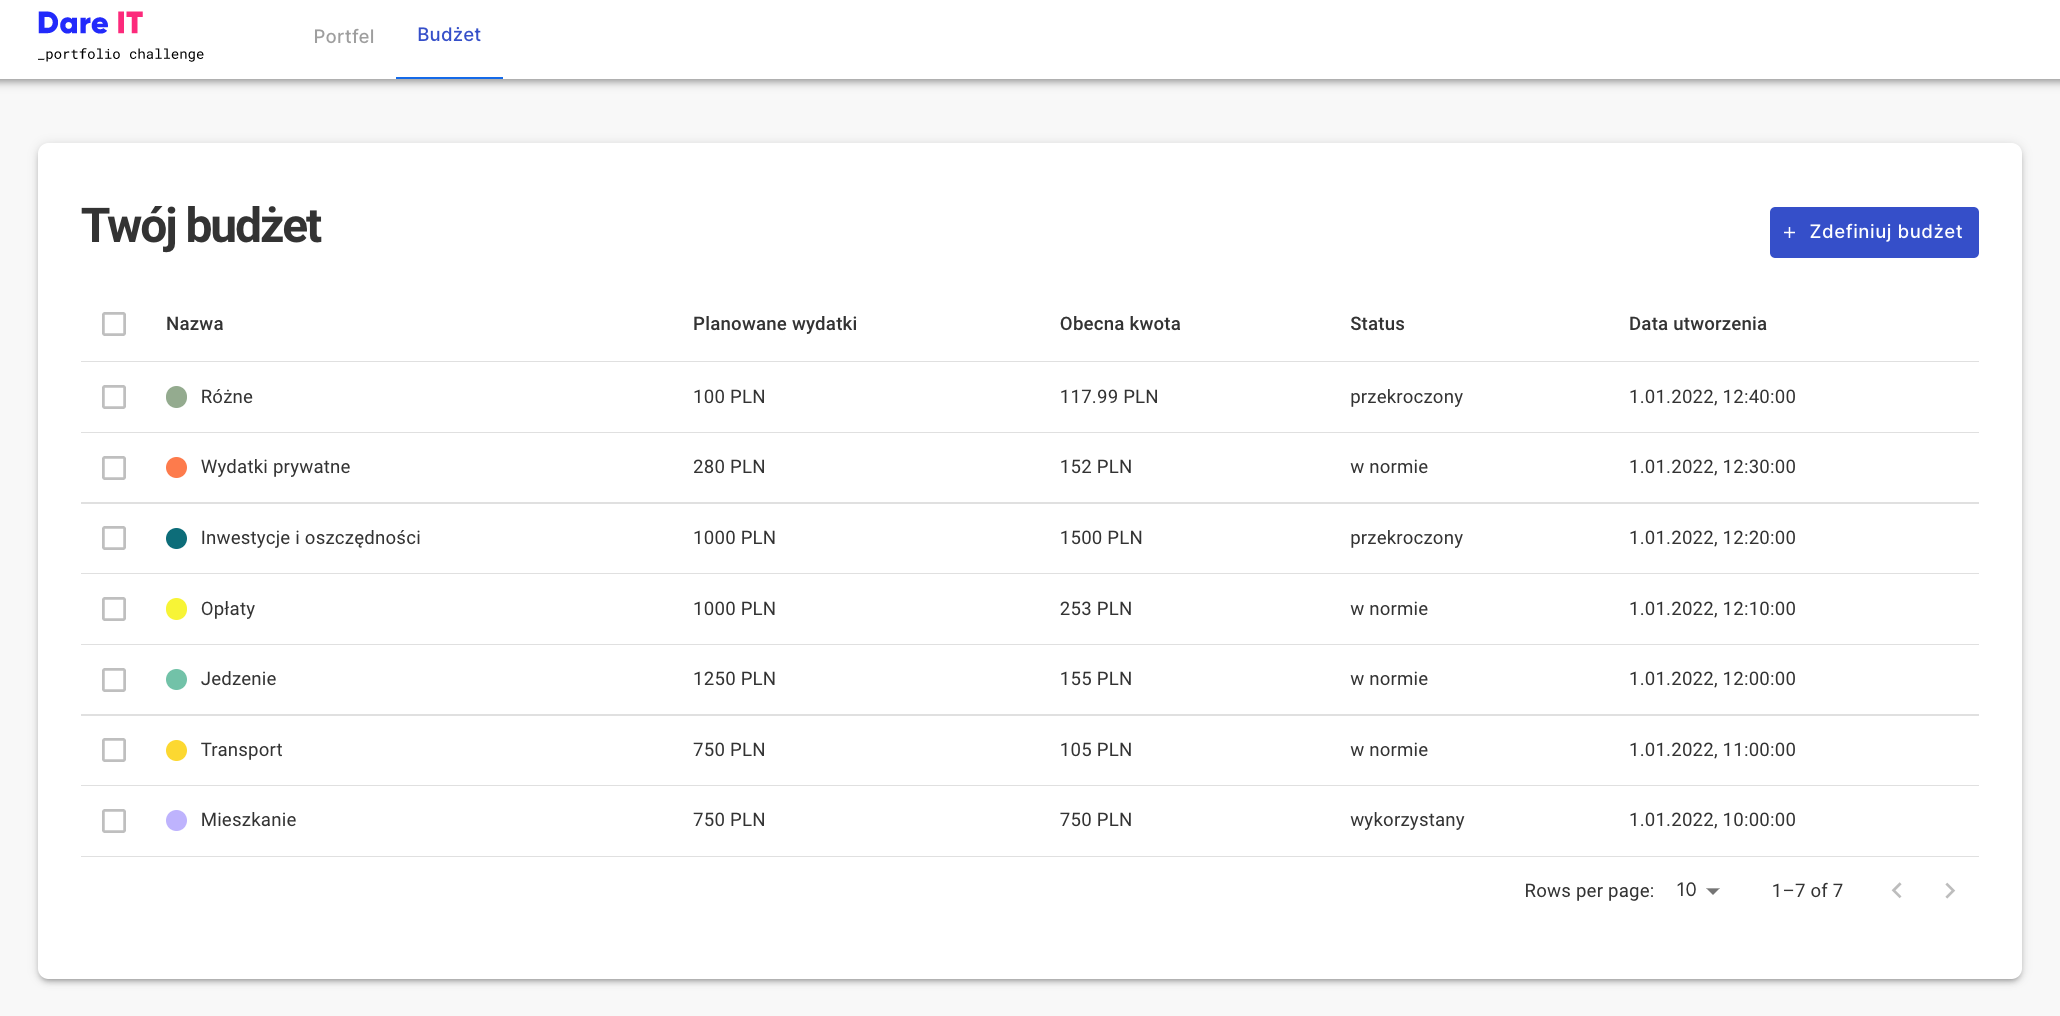 Dare IT
_portfolio challenge
Portfel Budżet
Twój budżet
+ Zdefiniuj budżet
Nazwa Planowane wydatki Obecna kwota Status Data utworzenia
Różne 100 PLN 117.99 PLN przekroczony 1.01.2022, 12:40:00
Wydatki prywatne 280 PLN 152 PLN w normie 1.01.2022, 12:30:00
Inwestycje i oszczędności 1000 PLN 1500 PLN przekroczony 1.01.2022, 12:20:00
Opłaty 1000 PLN 253 PLN w normie 1.01.2022, 12:10:00
Jedzenie 1250 PLN 155 PLN w normie 1.01.2022, 12:00:00
Transport 750 PLN 105 PLN w normie 1.01.2022, 11:00:00
Mieszkanie 750 PLN 750 PLN wykorzystany 1.01.2022, 10:00:00
Rows per page: 10 1–7 of 7